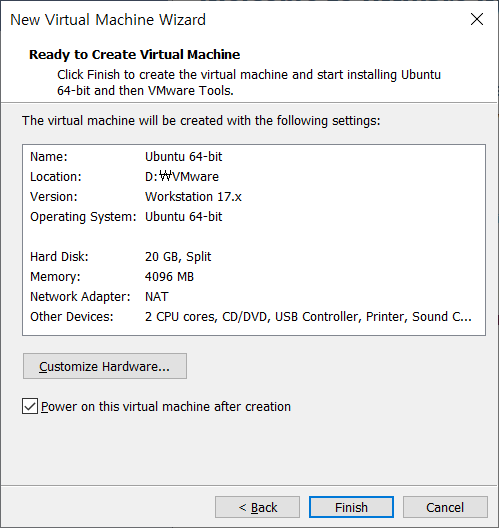 New Virtual Machine Wizard
Ready to Create Virtual Machine
Click Finish to create the virtual machine and start installing Ubuntu
64-bit and then VMware Tools.
The virtual machine will be created with the following settings:
Name: Ubuntu 64-bit
Location: D:₩VMware
Version: Workstation 17.x
Operating System: Ubuntu 64-bit
Hard Disk: 20 GB, Split
Memory: 4096 MB
Network Adapter: NAT
Other Devices: 2 CPU cores, CD/DVD, USB Controller, Printer, Sound C...
Customize Hardware...
Power on this virtual machine after creation
< Back Finish Cancel